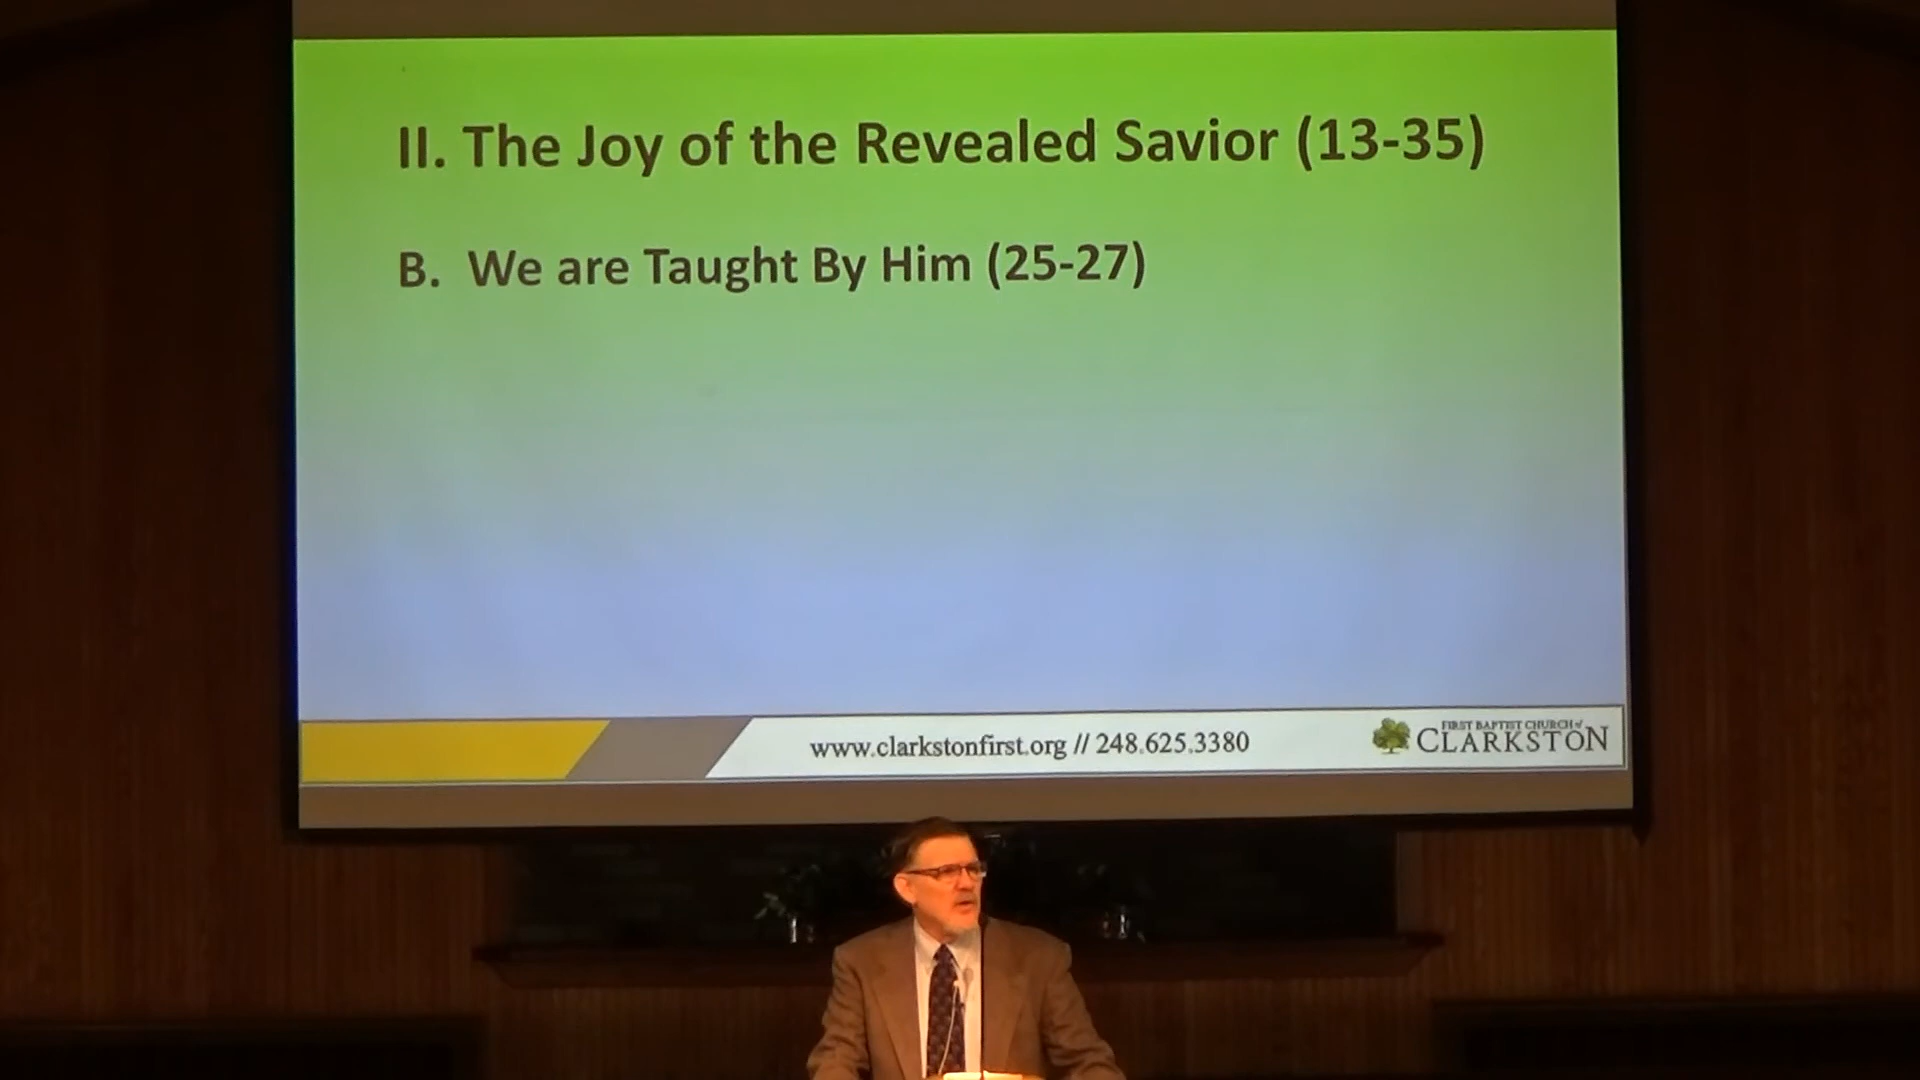 II. The Joy of the Revealed Savior (13-35)
B. We are Taught By Him (25-27)
www.clarkstonfirst.org // 248.625.3380
FIRST BAPTIST CHURCH of
CLARKSTON